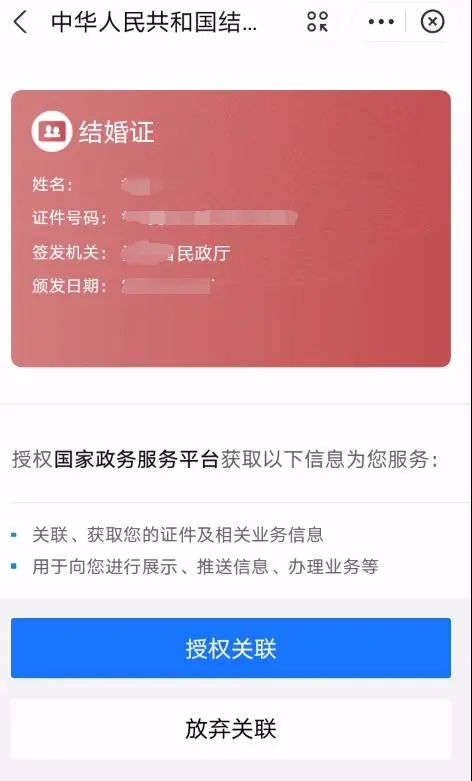 中华人民共和国结...
结婚证
姓名：
证件号码：
签发机关： 省民政厅
颁发日期：
授权国家政务服务平台获取以下信息为您服务：
关联、获取您的证件及相关业务信息
用于向您进行展示、推送信息、办理业务等
授权关联
放弃关联